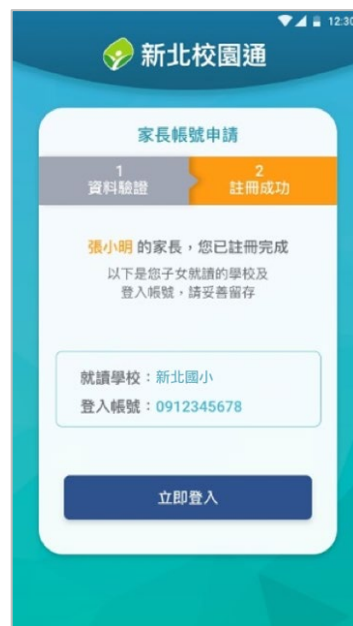 12:30
新北校園通
家長帳號申請
1
資料驗證
2
註冊成功
張小明 的家長，您已註冊完成
以下是您子女就讀的學校及
登入帳號，請妥善留存
就讀學校：新北國小
登入帳號：0912345678
立即登入